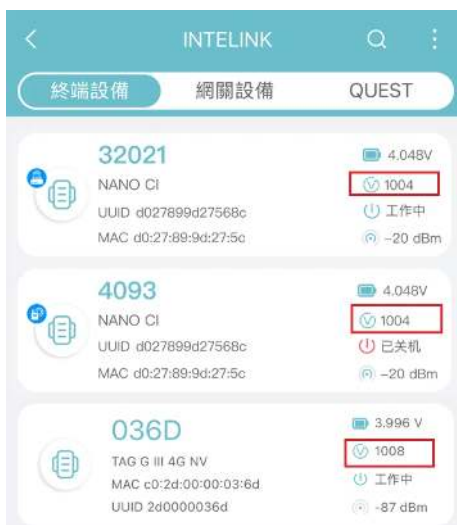 INTELINK
終端設備 網關設備 QUEST
32021
4.048V
NANO CI
1004
UUID d027899d27568c
工作中
MAC d0:27:89:9d:27:5c
-20 dBm
4093
4.048V
NANO CI
1004
UUID d027899d27568c
已关机
MAC d0:27:89:9d:27:5c
-20 dBm
036D
3.996 V
TAG G III 4G NV
1008
MAC c0:2d:00:00:03:6d
工作中
UUID 2d0000036d
-87 dBm